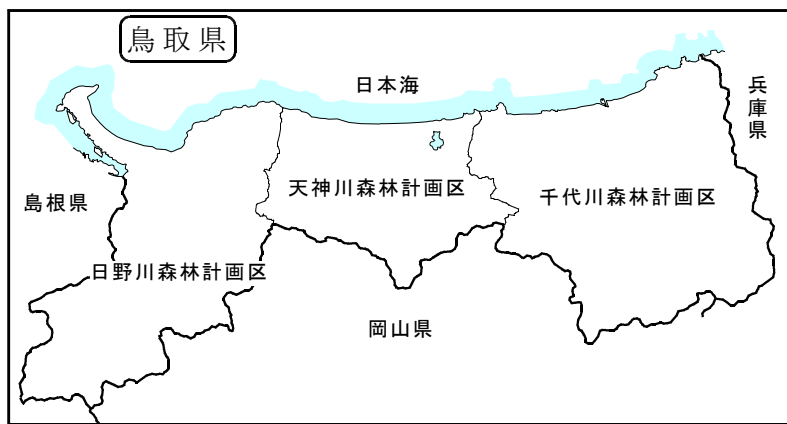 鳥取県
日本海
兵庫県
島根県
天神川森林計画区
千代川森林計画区
日野川森林計画区
岡山県